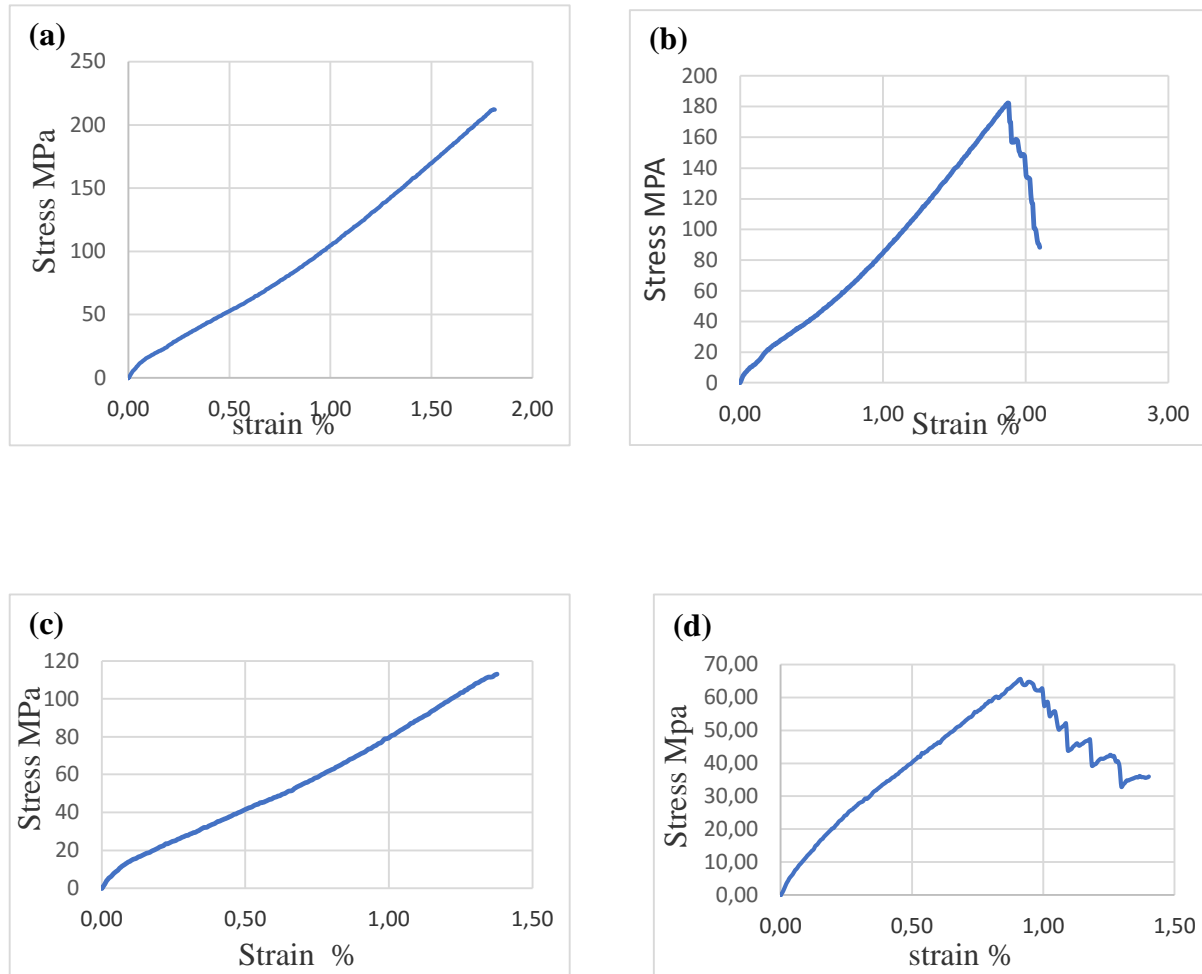 (a)
Stress MPa
250
200
150
100
50
0
0,00 0,50 1,00 1,50 2,00
strain %
(b)
Stress MPA
200
180
160
140
120
100
80
60
40
20
0
0,00 1,00 2,00 3,00
Strain %
(c)
Stress MPa
120
100
80
60
40
20
0
0,00 0,50 1,00 1,50
Strain %
(d)
Stress Mpa
70,00
60,00
50,00
40,00
30,00
20,00
10,00
0,00
0,00 0,50 1,00 1,50
strain %